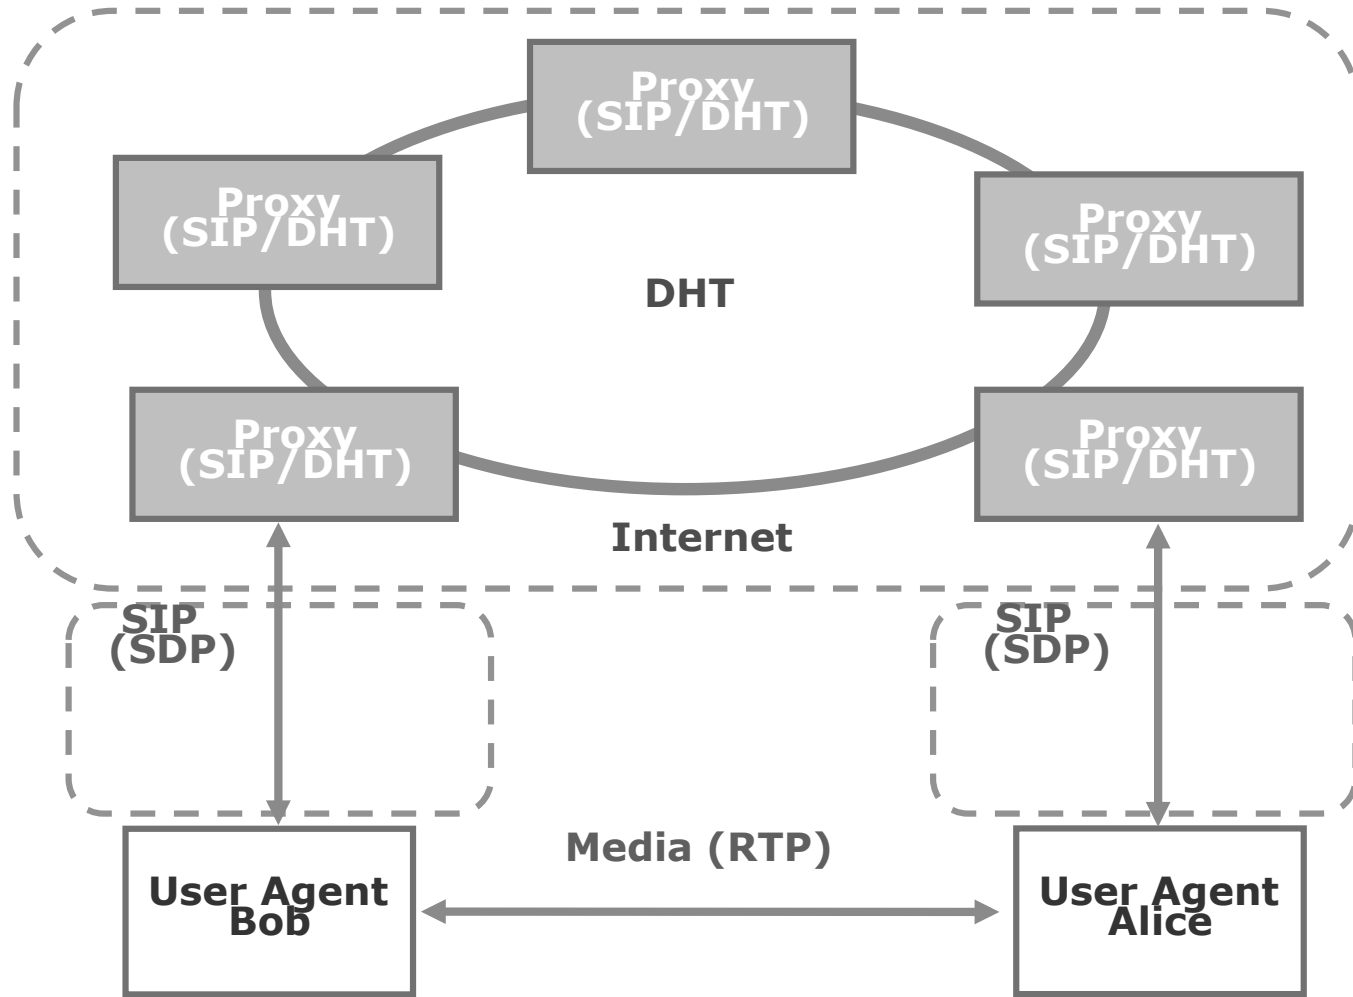 Proxy
(SIP/DHT)
Proxy
(SIP/DHT)
Proxy
(SIP/DHT)
DHT
Proxy
(SIP/DHT)
Proxy
(SIP/DHT)
Internet
SIP
(SDP)
SIP
(SDP)
Media (RTP)
User Agent
Bob
User Agent
Alice